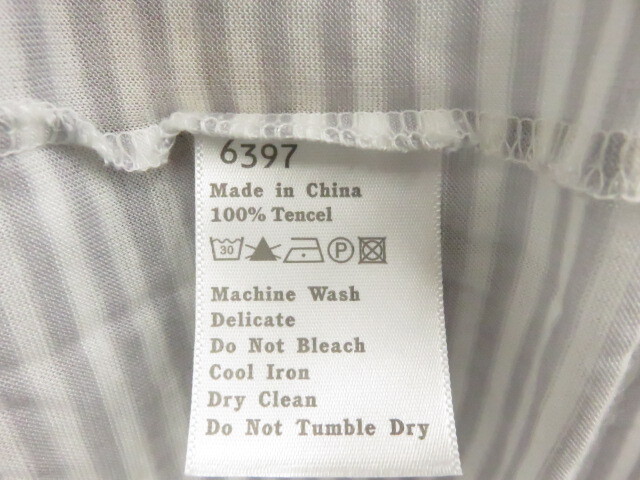 6397
Made in China
100% Tencel
30 P
Machine Wash
Delicate
Do Not Bleach
Cool Iron
Dry Clean
Do Not Tumble Dry